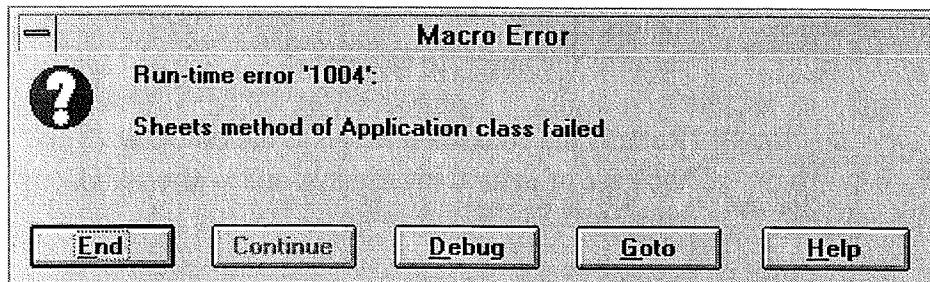 Macro Error
Run-time error '1004':
Sheets method of Application class failed
End Continue Debug Goto Help